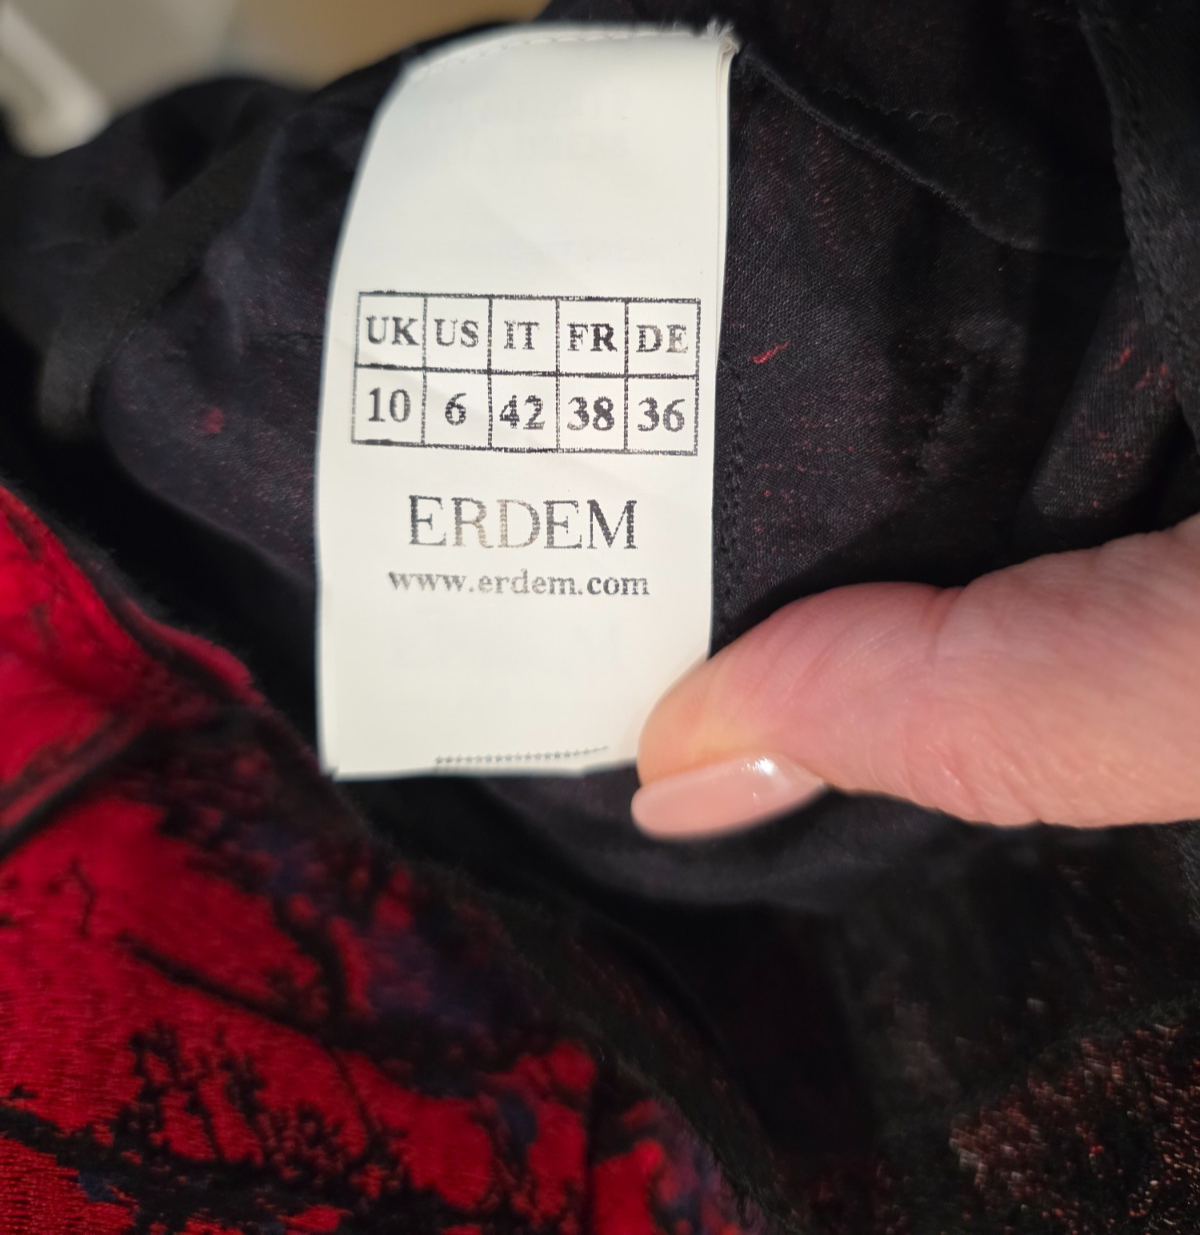 UK US IT FR DE
10 6 42 38 36
ERDEM
www.erdem.com